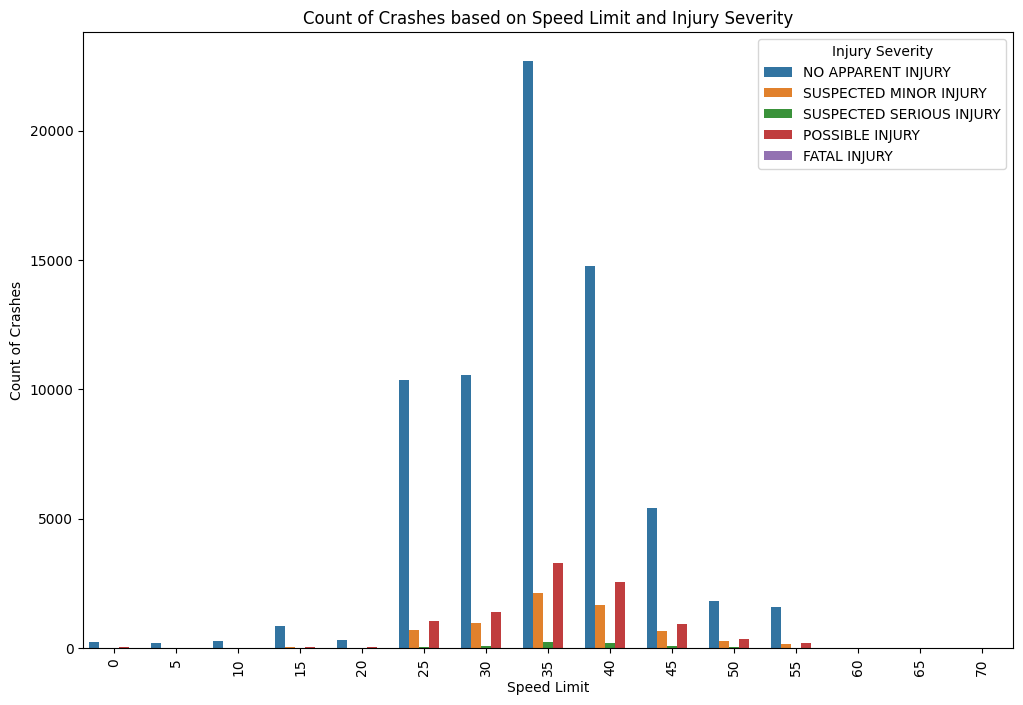 Count of Crashes based on Speed Limit and Injury Severity
Injury Severity
NO APPARENT INJURY
SUSPECTED MINOR INJURY
SUSPECTED SERIOUS INJURY
POSSIBLE INJURY
FATAL INJURY
Count of Crashes
20000
15000
10000
5000
0
0 5 10 15 20 25 30 35 40 45 50 55 60 65 70
Speed Limit